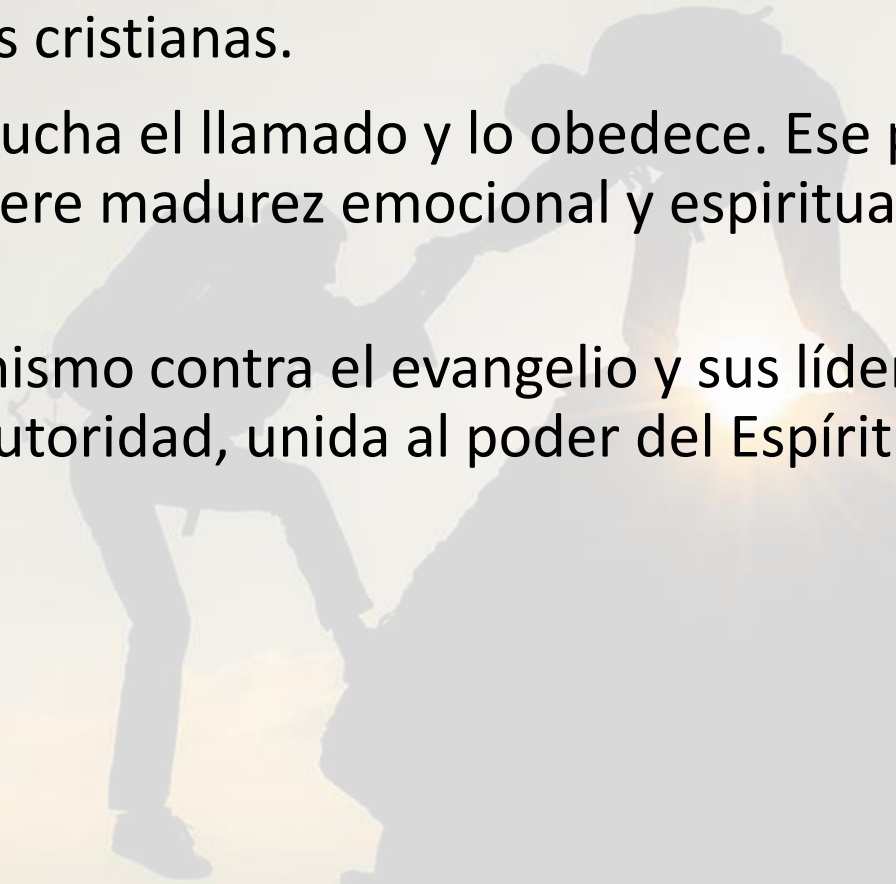 s cristianas.
ucha el llamado y lo obedece. Ese
ere madurez emocional y espiritua
nismo contra el evangelio y sus líder
utoridad, unida al poder del Espírit